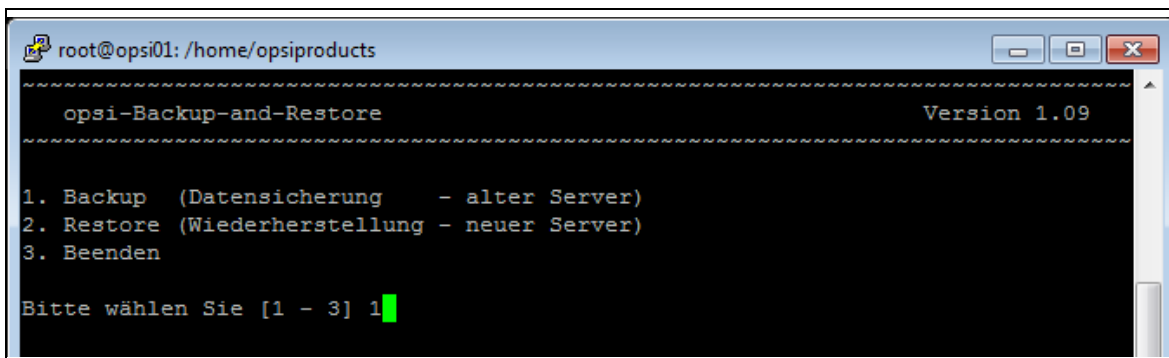 root@opsi01: /home/opsiproducts
~~~~~~~~~~~~~~~~~~~~~~~~~~~~~~~~~~~~~~~~~~~~~~~~~~~~~~~~~~~~~~~~~~~~~~~~~~~~~~~~
opsi-Backup-and-Restore Version 1.09
~~~~~~~~~~~~~~~~~~~~~~~~~~~~~~~~~~~~~~~~~~~~~~~~~~~~~~~~~~~~~~~~~~~~~~~~~~~~~~~~
1. Backup  (Datensicherung    - alter Server)
2. Restore (Wiederherstellung - neuer Server)
3. Beenden
Bitte wählen Sie [1 - 3] 1